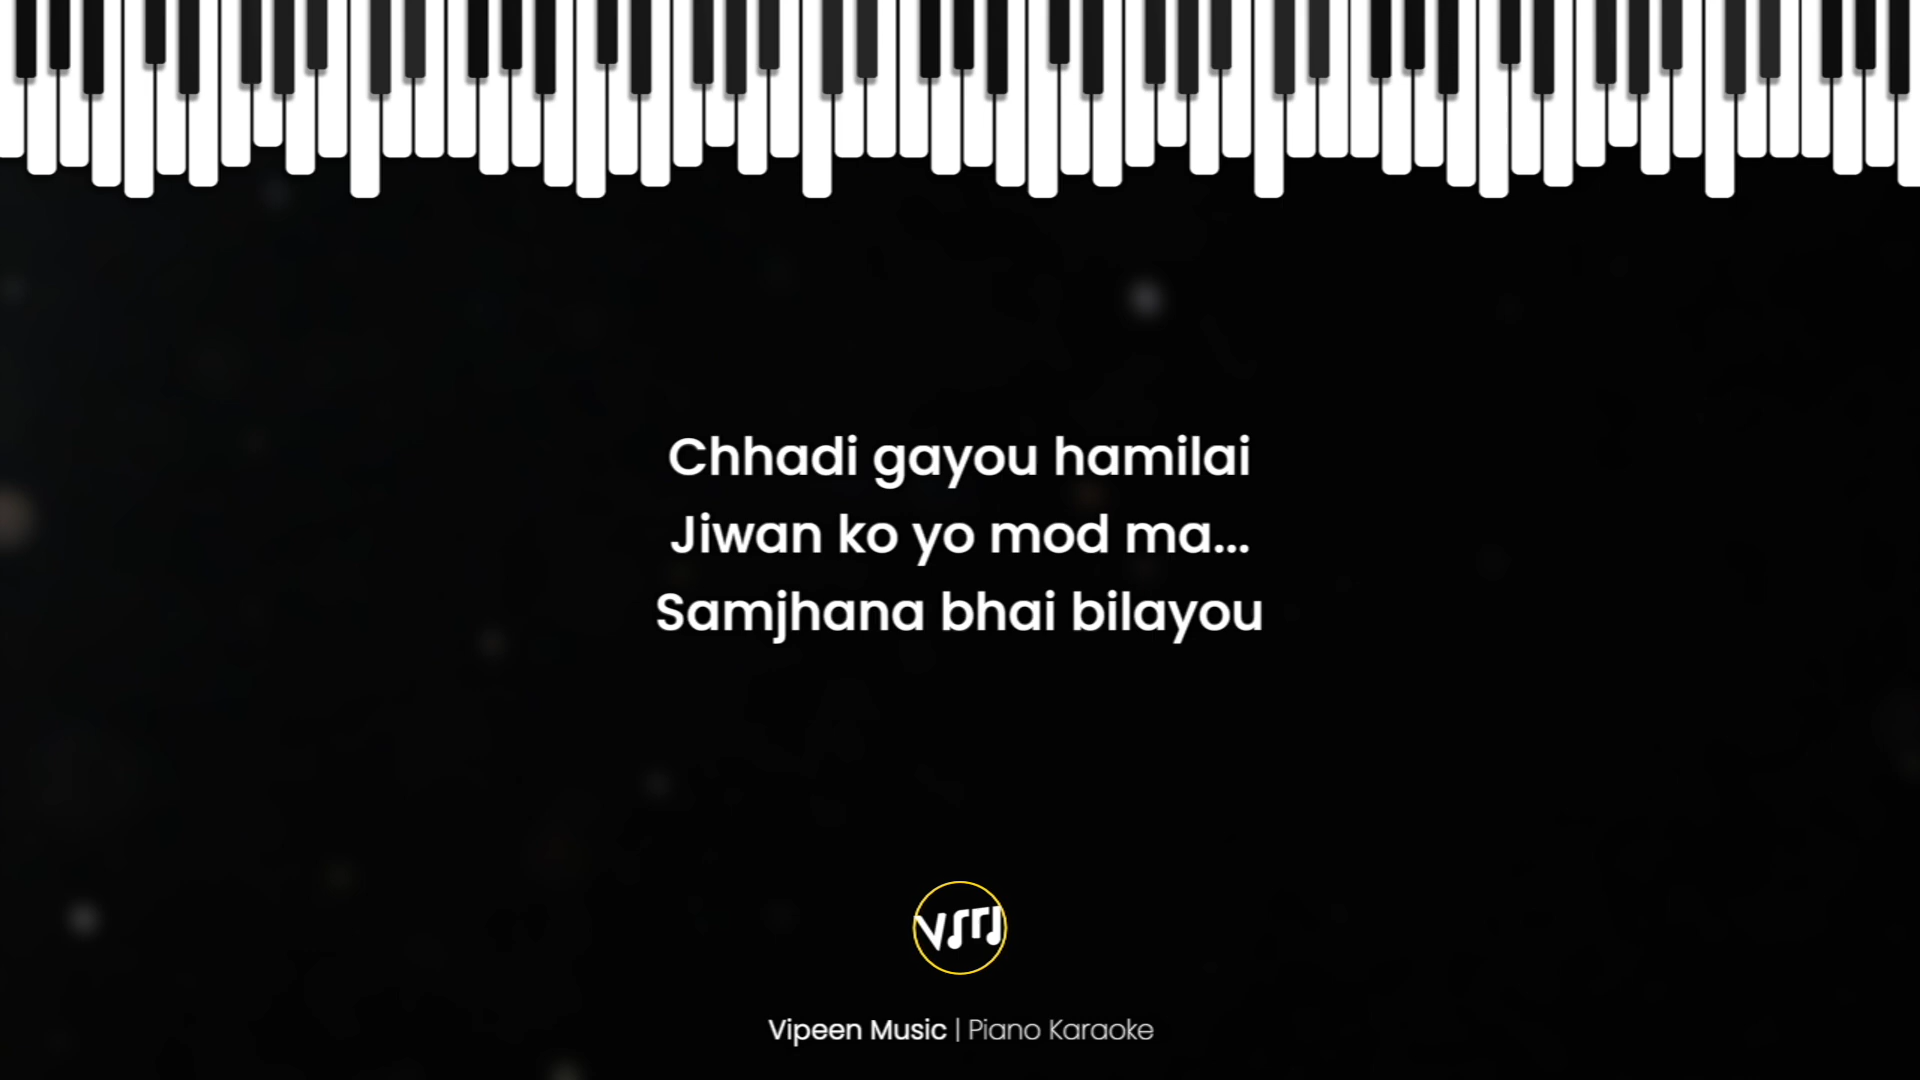 Chhadi gayou hamilai
Jiwan ko yo mod ma...
Samjhana bhai bilayou
Vipeen Music | Piano Karaoke